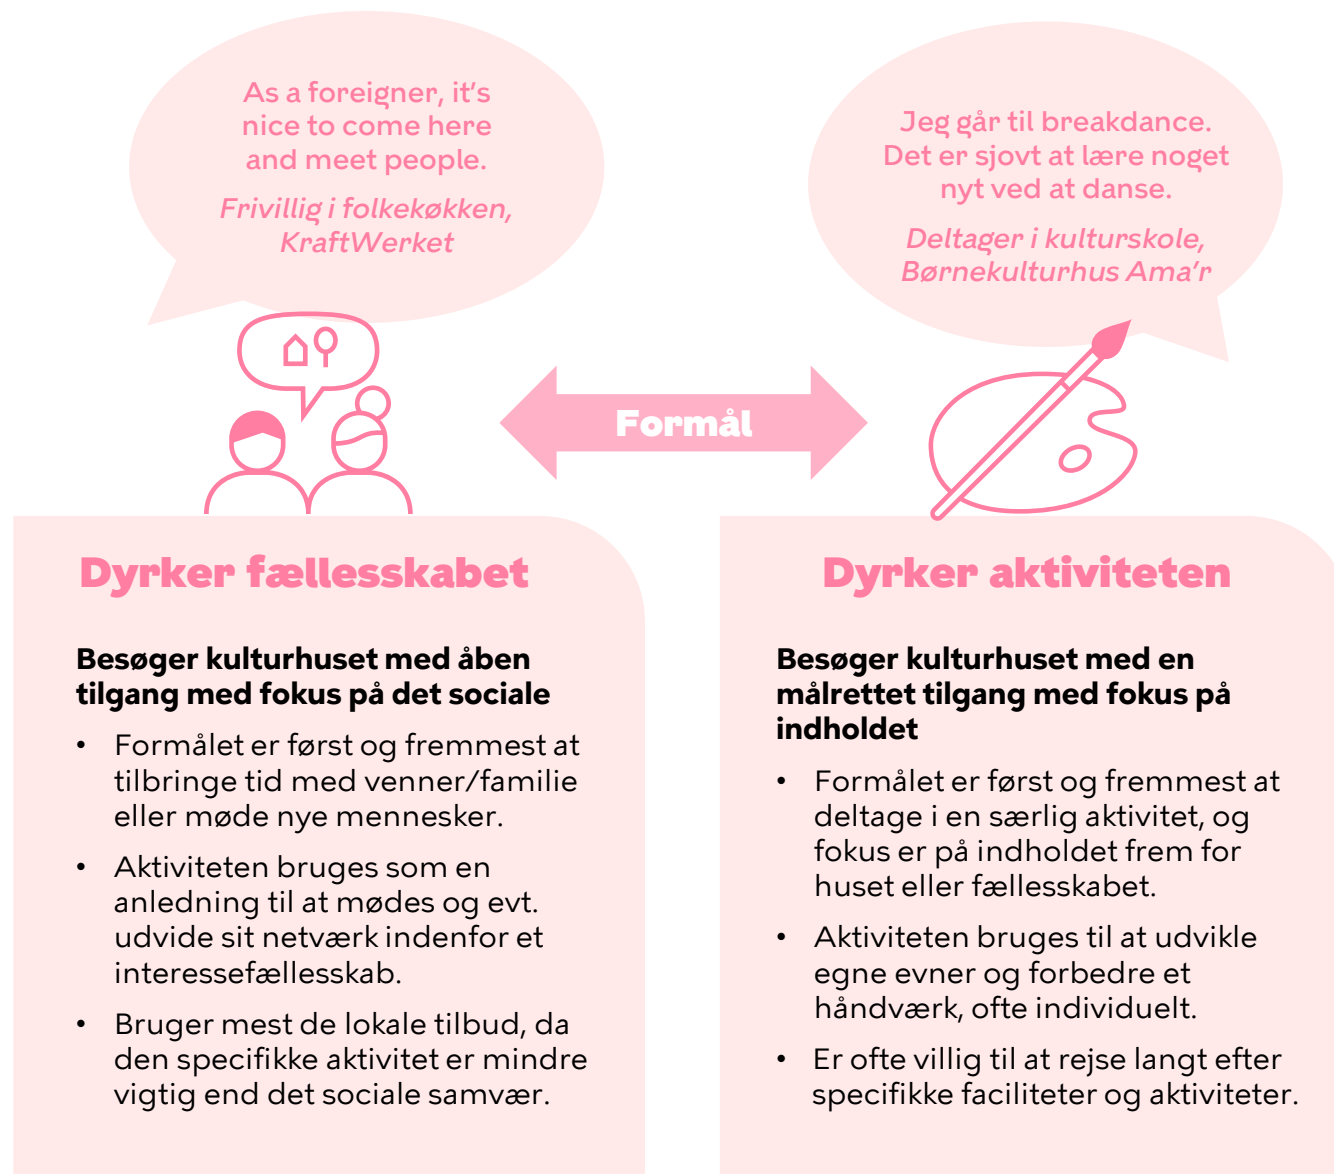 As a foreigner, it's
nice to come here
and meet people.
Frivillig i folkekøkken,
KraftWerket
Jeg går til breakdance.
Det er sjovt at lære noget
nyt ved at danse.
Deltager i kulturskole,
Børnekulturhus Ama'r
Formål
Dyrker fællesskabet
Besøger kulturhuset med åben
tilgang med fokus på det sociale
• Formålet er først og fremmest at
tilbringe tid med venner/familie
eller møde nye mennesker.
• Aktiviteten bruges som en
anledning til at mødes og evt.
udvide sit netværk indenfor et
interessefællesskab.
• Bruger mest de lokale tilbud, da
den specifikke aktivitet er mindre
vigtig end det sociale samvær.
Dyrker aktiviteten
Besøger kulturhuset med en
målrettet tilgang med fokus på
indholdet
• Formålet er først og fremmest at
deltage i en særlig aktivitet, og
fokus er på indholdet frem for
huset eller fællesskabet.
• Aktiviteten bruges til at udvikle
egne evner og forbedre et
håndværk, ofte individuelt.
• Er ofte villig til at rejse langt efter
specifikke faciliteter og aktiviteter.